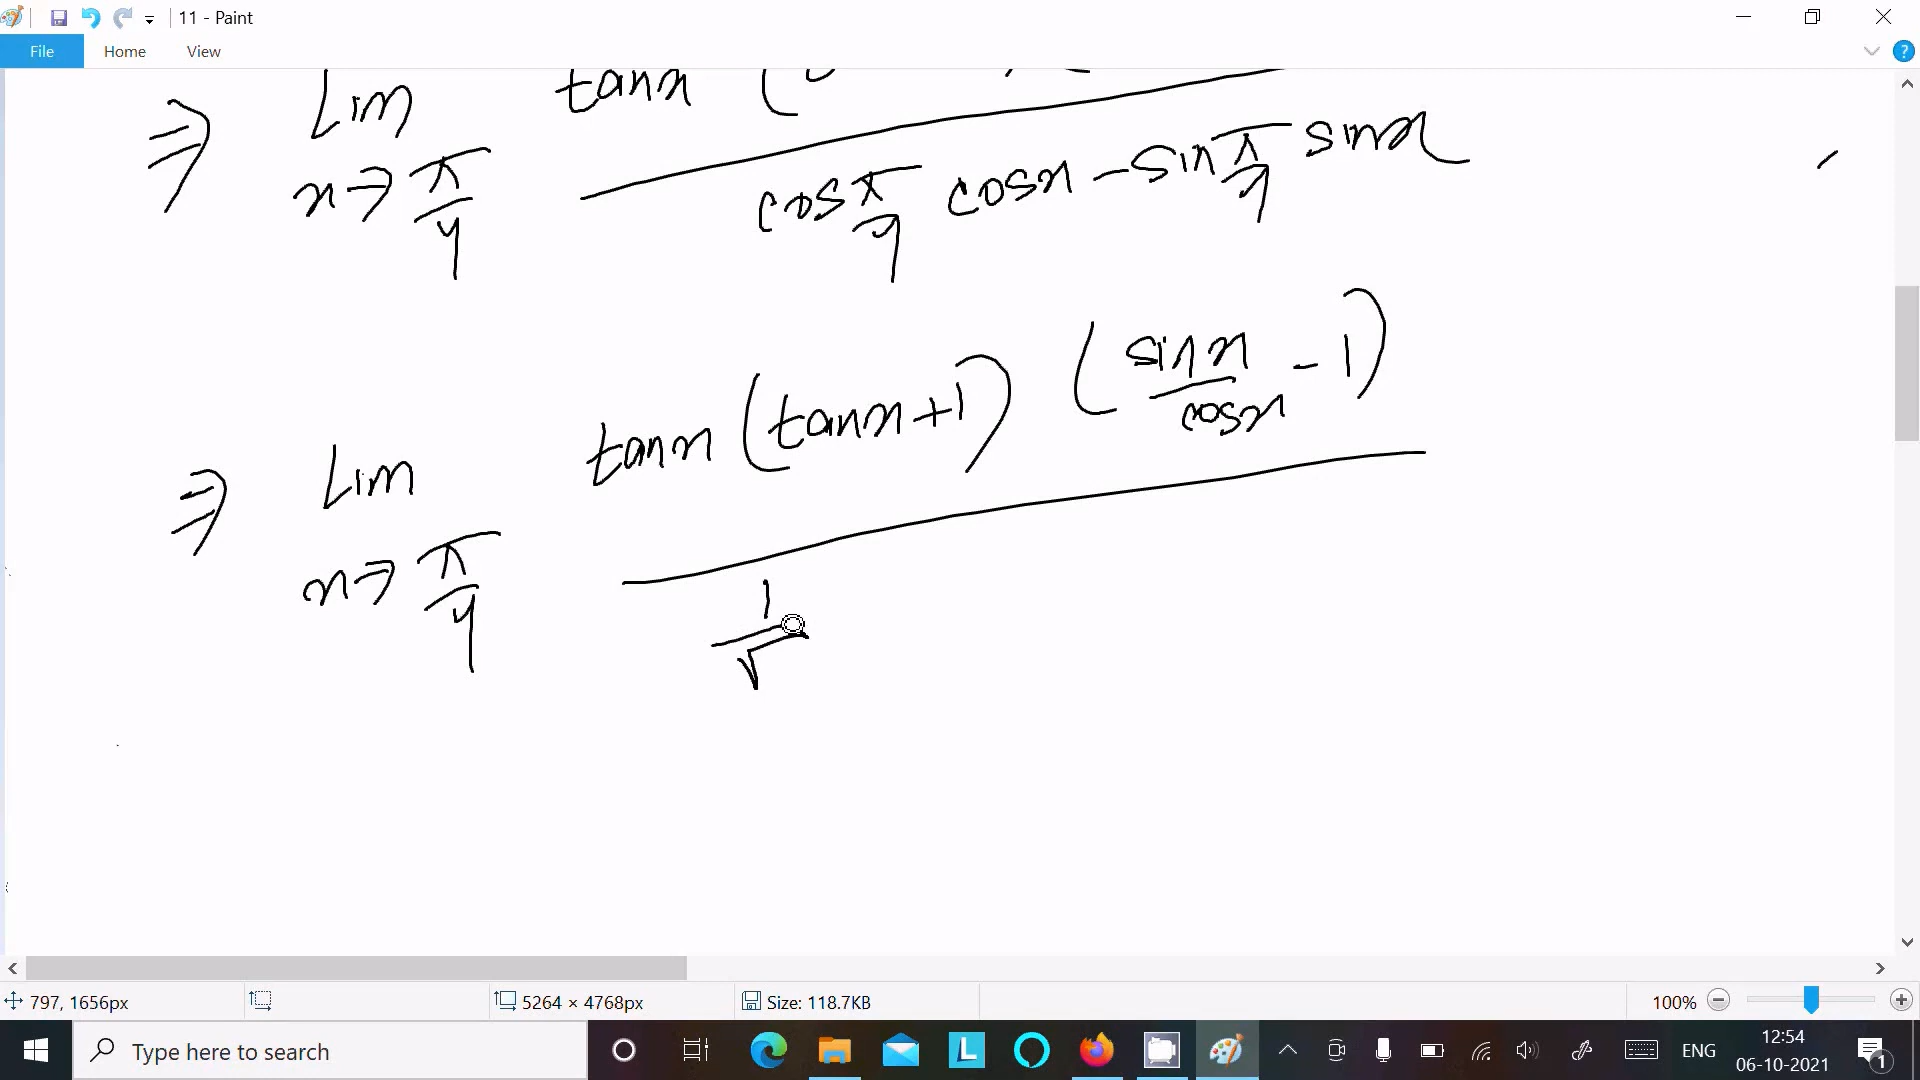 11 - Paint
File Home View
⇒ Lim tanx (
x→π/4 cos π/4 cosx - sin π/4 sinx
⇒ Lim tanx (tanx+1) (sinx/cosx - 1)
x→π/4 1/√
797, 1656px 5264 × 4768px Size: 118.7KB 100%
Type here to search ENG 12:54
06-10-2021 1